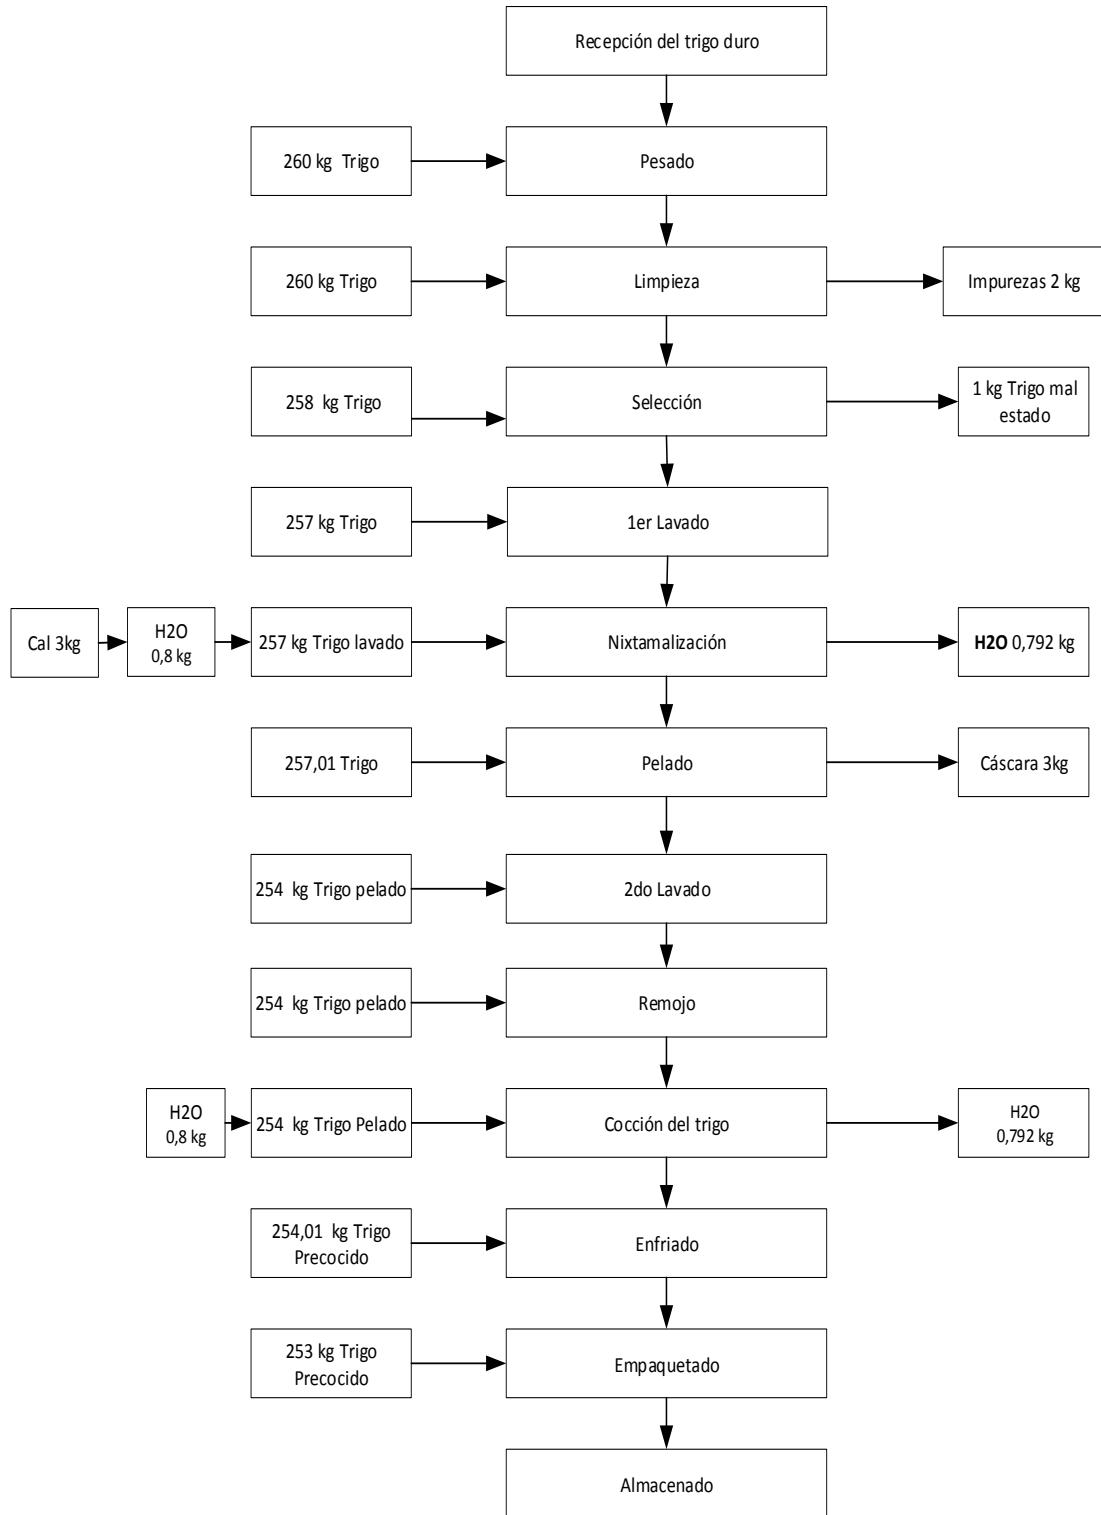 Recepción del trigo duro
260 kg Trigo
Pesado
260 kg Trigo
Limpieza
Impurezas 2 kg
258 kg Trigo
Selección
1 kg Trigo mal
estado
257 kg Trigo
1er Lavado
Cal 3kg
H2O
0,8 kg
257 kg Trigo lavado
Nixtamalización
H2O 0,792 kg
257,01 Trigo
Pelado
Cáscara 3kg
254 kg Trigo pelado
2do Lavado
254 kg Trigo pelado
Remojo
H2O
0,8 kg
254 kg Trigo Pelado
Cocción del trigo
H2O
0,792 kg
254,01 kg Trigo
Precocido
Enfriado
253 kg Trigo
Precocido
Empaquetado
Almacenado